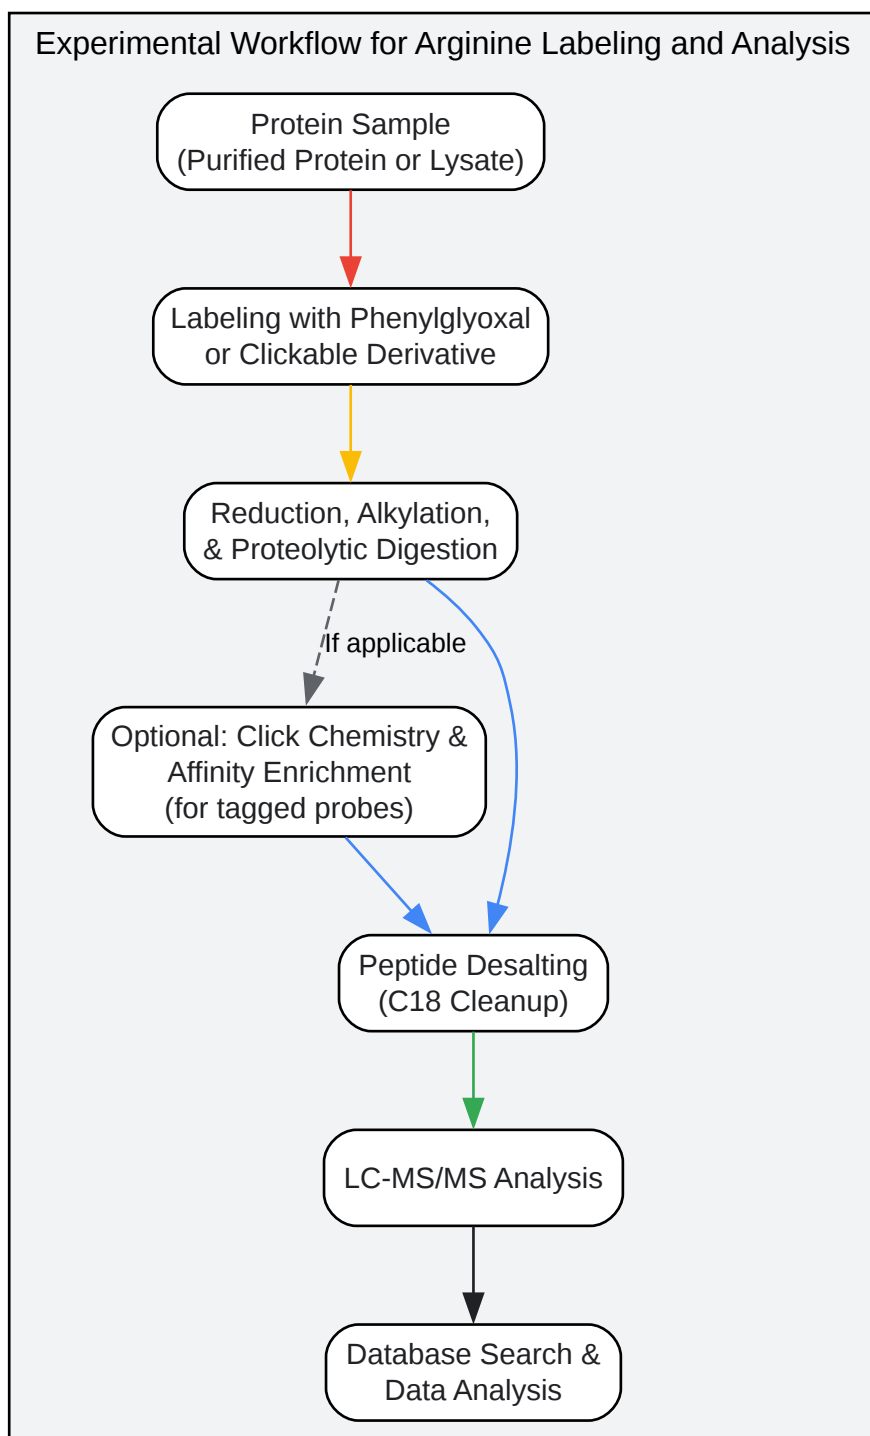 Experimental Workflow for Arginine Labeling and Analysis
Protein Sample
(Purified Protein or Lysate)
Labeling with Phenylglyoxal
or Clickable Derivative
Reduction, Alkylation,
& Proteolytic Digestion
If applicable
Optional: Click Chemistry &
Affinity Enrichment
(for tagged probes)
Peptide Desalting
(C18 Cleanup)
LC-MS/MS Analysis
Database Search &
Data Analysis